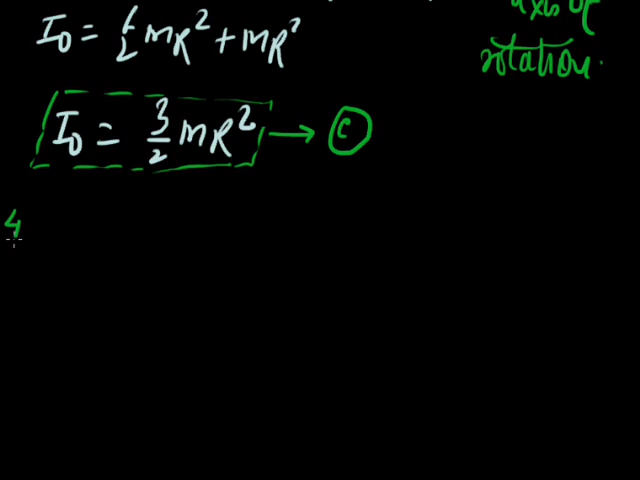 I₀ = 1/2 mR² + mR²
axis of
rotation.
I₀ = 3/2 mR² → C
4